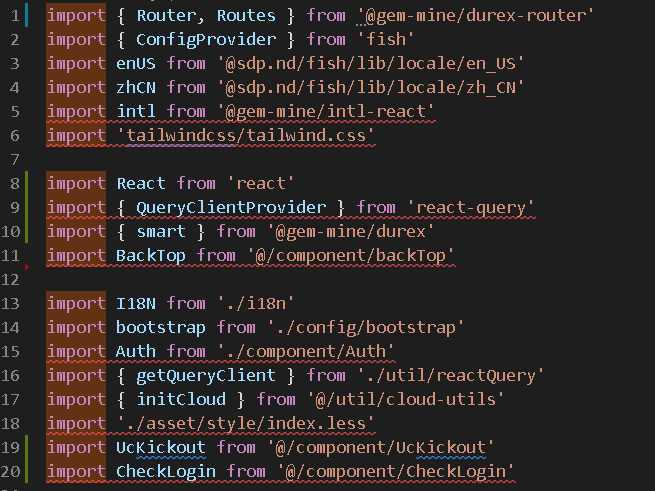 1 import { Router, Routes } from '@gem-mine/durex-router'
2 import { ConfigProvider } from 'fish'
3 import enUS from '@sdp.nd/fish/lib/locale/en_US'
4 import zhCN from '@sdp.nd/fish/lib/locale/zh_CN'
5 import intl from '@gem-mine/intl-react'
6 import 'tailwindcss/tailwind.css'
7
8 import React from 'react'
9 import { QueryClientProvider } from 'react-query'
10 import { smart } from '@gem-mine/durex'
11 import BackTop from '@/component/backTop'
12
13 import I18N from './i18n'
14 import bootstrap from './config/bootstrap'
15 import Auth from './component/Auth'
16 import { getQueryClient } from './util/reactQuery'
17 import { initCloud } from '@/util/cloud-utils'
18 import './asset/style/index.less'
19 import UcKickout from '@/component/UcKickout'
20 import CheckLogin from '@/component/CheckLogin'